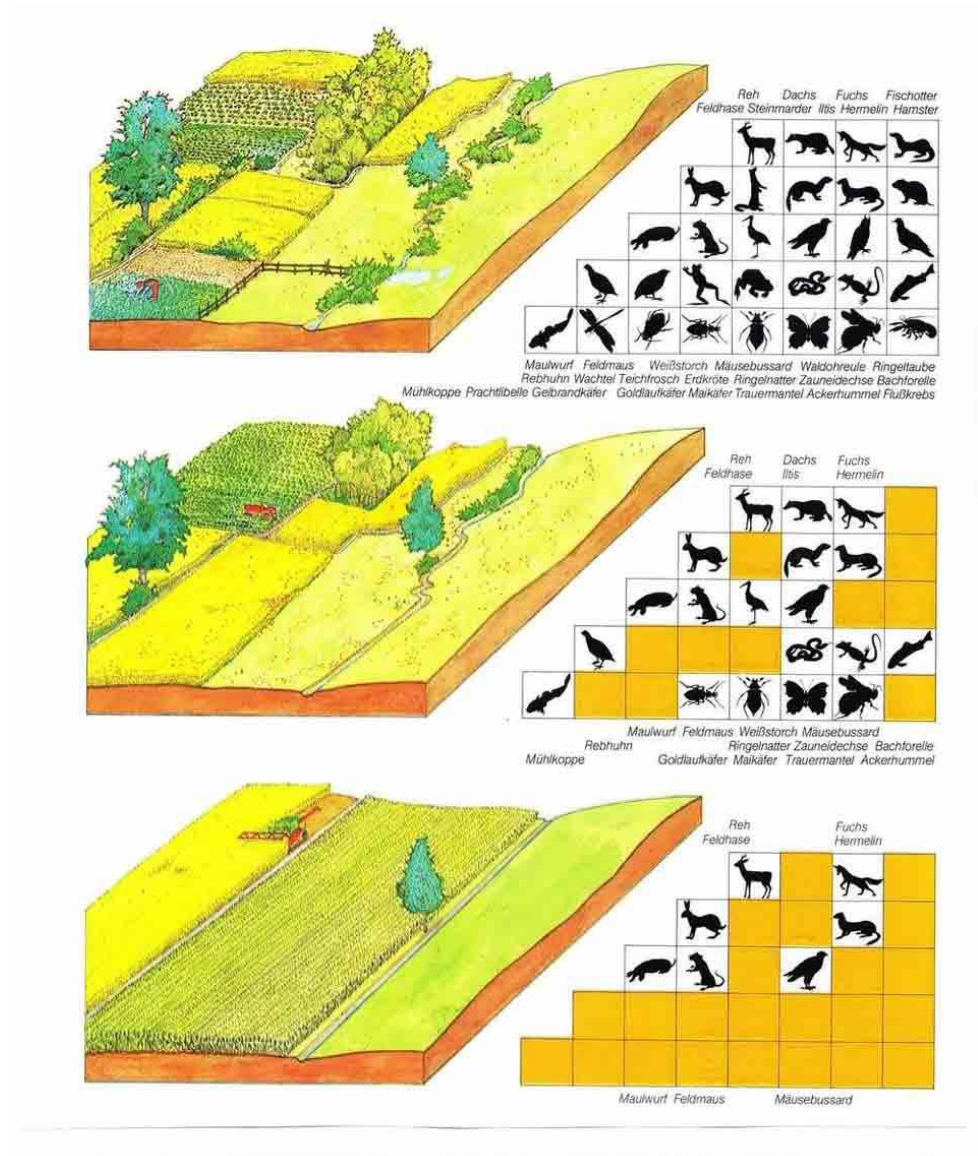 Reh Dachs Fuchs Fischotter
Feldhase Steinmarder Iltis Hermelin Hamster
Maulwurf Feldmaus Weißstorch Mäusebussard Waldohreule Ringeltaube
Rebhuhn Wachtel Teichfrosch Erdkröte Ringelnatter Zauneidechse Bachforelle
Mühlkoppe Prachtlibelle Gelbrandkäfer Goldlaufkäfer Maikäfer Trauermantel Ackerhummel Flußkrebs
Reh Dachs Fuchs
Feldhase Iltis Hermelin
Maulwurf Feldmaus Weißstorch Mäusebussard
Rebhuhn Ringelnatter Zauneidechse Bachforelle
Mühlkoppe Goldlaufkäfer Maikäfer Trauermantel Ackerhummel
Reh Fuchs
Feldhase Hermelin
Maulwurf Feldmaus Mäusebussard